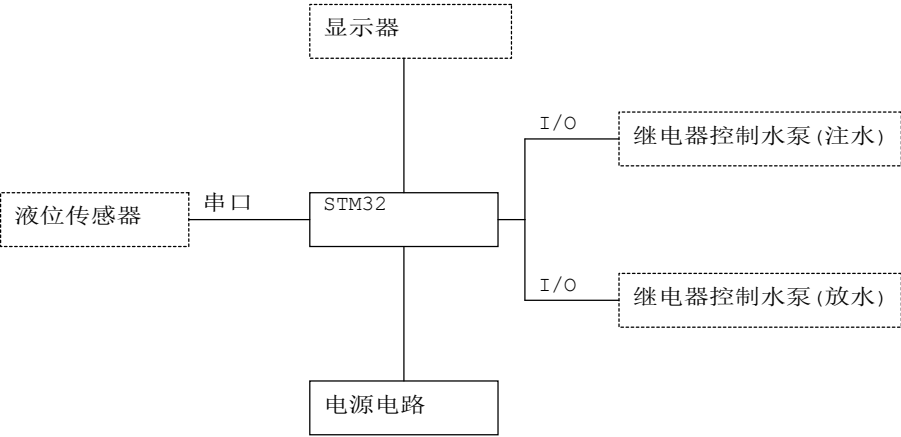 显示器
I/O
继电器控制水泵(注水)
串口
STM32
液位传感器
I/O
继电器控制水泵(放水)
电源电路